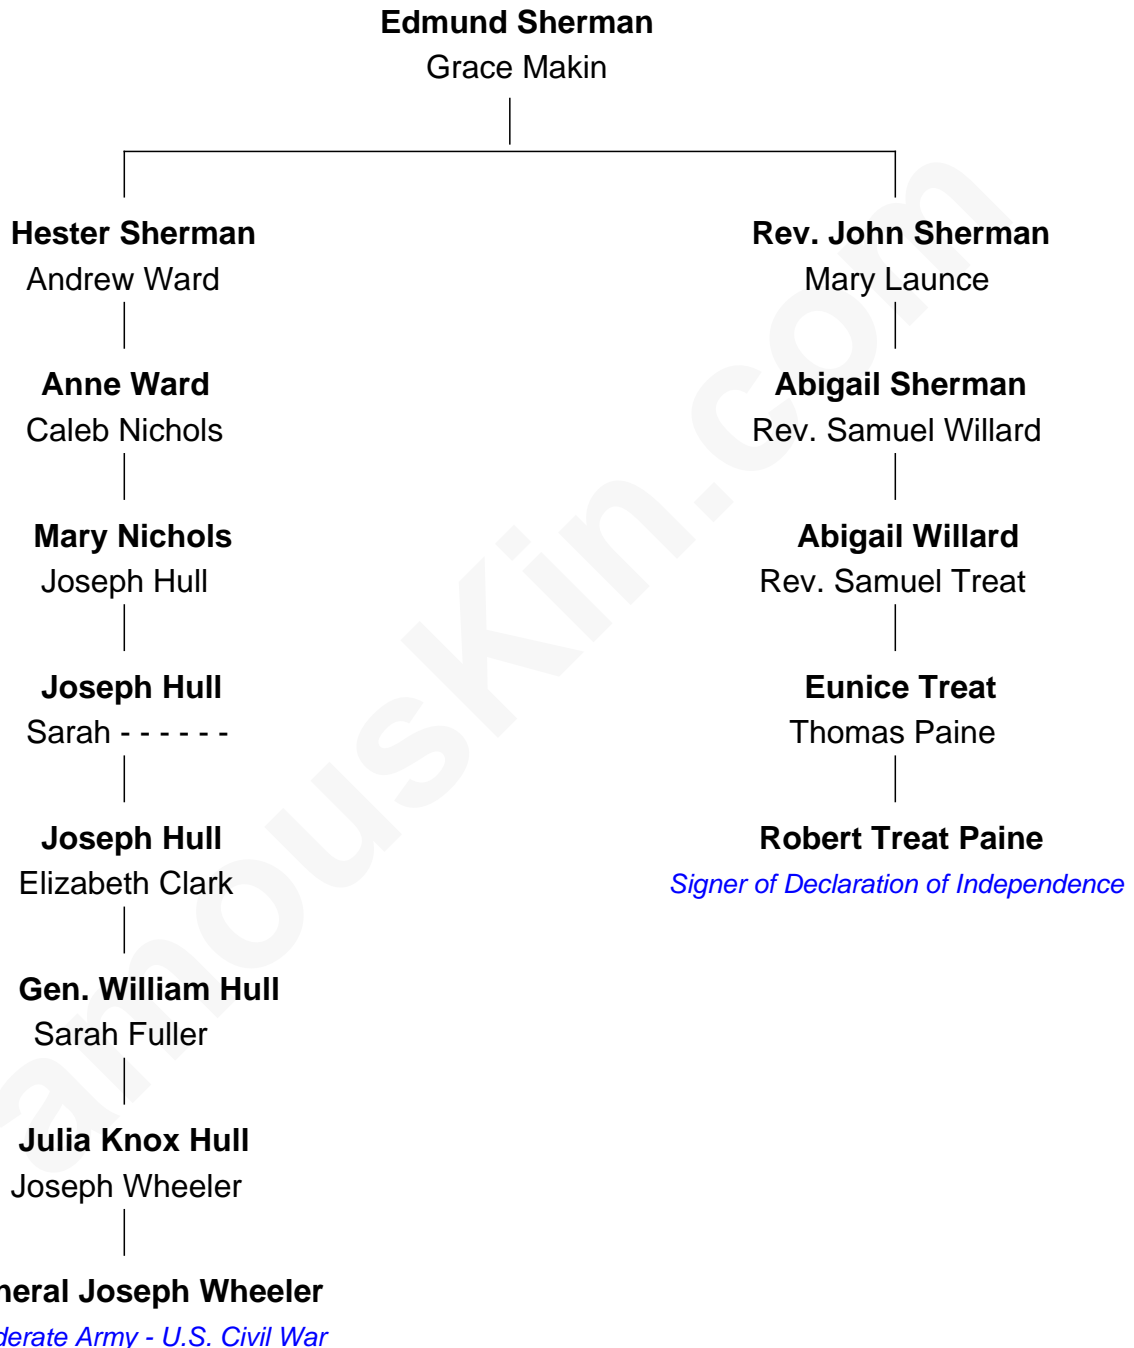 Edmund Sherman
Grace Makin
Hester Sherman
Andrew Ward
Anne Ward
Caleb Nichols
Mary Nichols
Joseph Hull
Joseph Hull
Sarah - - - - - -
Joseph Hull
Elizabeth Clark
Gen. William Hull
Sarah Fuller
Julia Knox Hull
Joseph Wheeler
neral Joseph Wheeler
derate Army - U.S. Civil War
Rev. John Sherman
Mary Launce
Abigail Sherman
Rev. Samuel Willard
Abigail Willard
Rev. Samuel Treat
Eunice Treat
Thomas Paine
Robert Treat Paine
Signer of Declaration of Independence
amousKin.com